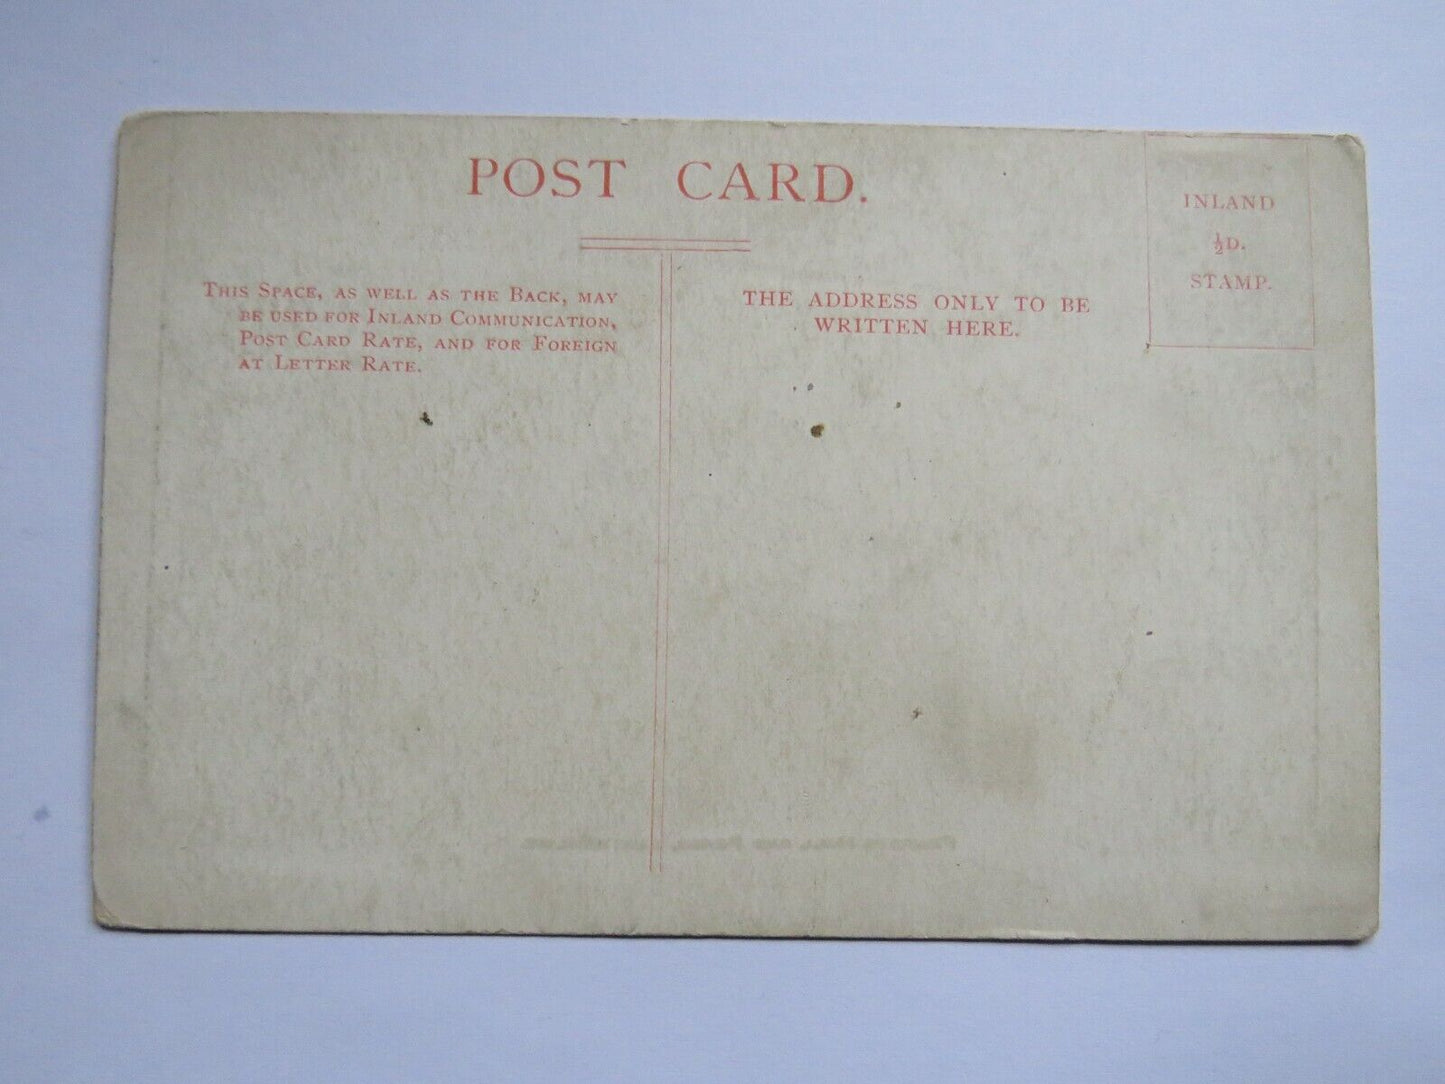 POST CARD.
INLAND
½D.
STAMP.
THIS SPACE, AS WELL AS THE BACK, MAY
BE USED FOR INLAND COMMUNICATION,
POST CARD RATE, AND FOR FOREIGN
AT LETTER RATE.
THE ADDRESS ONLY TO BE
WRITTEN HERE.